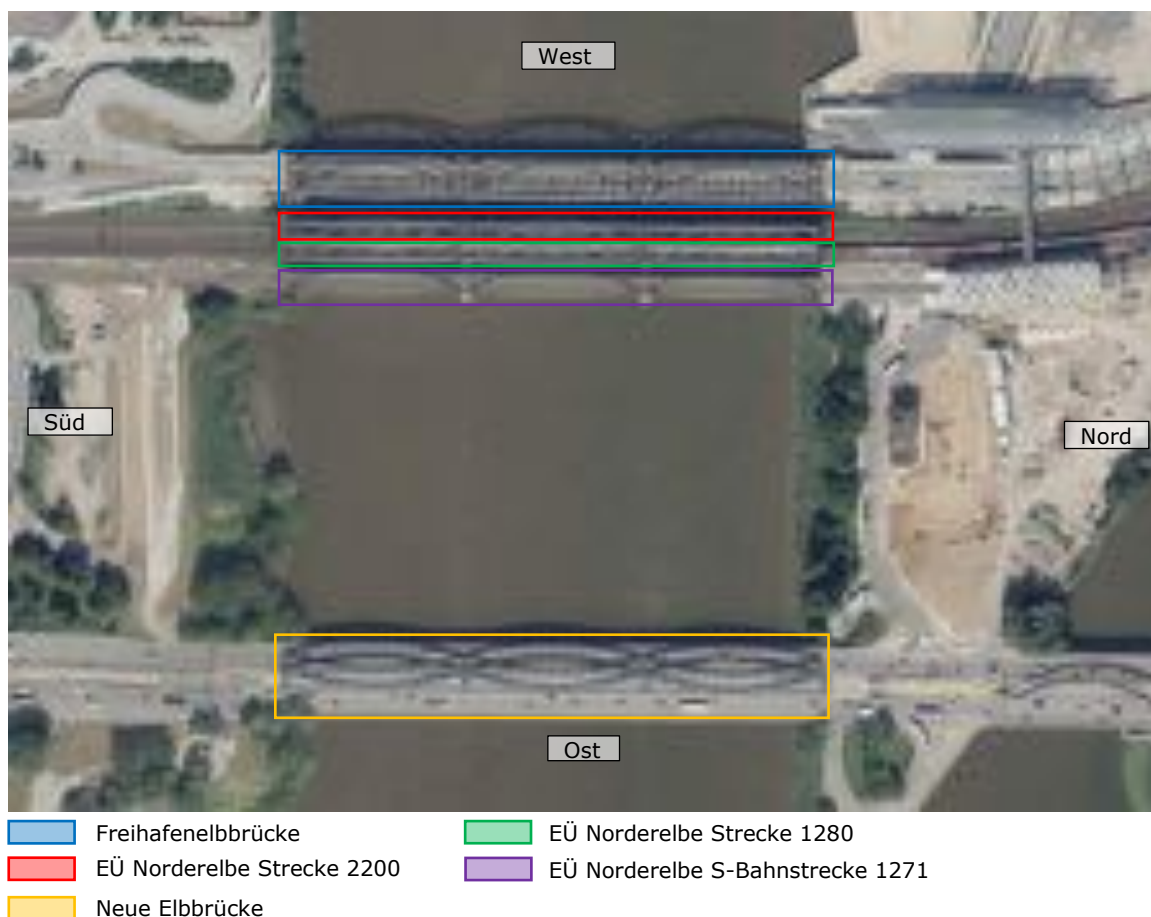 West
Süd
Nord
Ost
Freihafenelbbrücke
EÜ Norderelbe Strecke 1280
EÜ Norderelbe Strecke 2200
EÜ Norderelbe S-Bahnstrecke 1271
Neue Elbbrücke